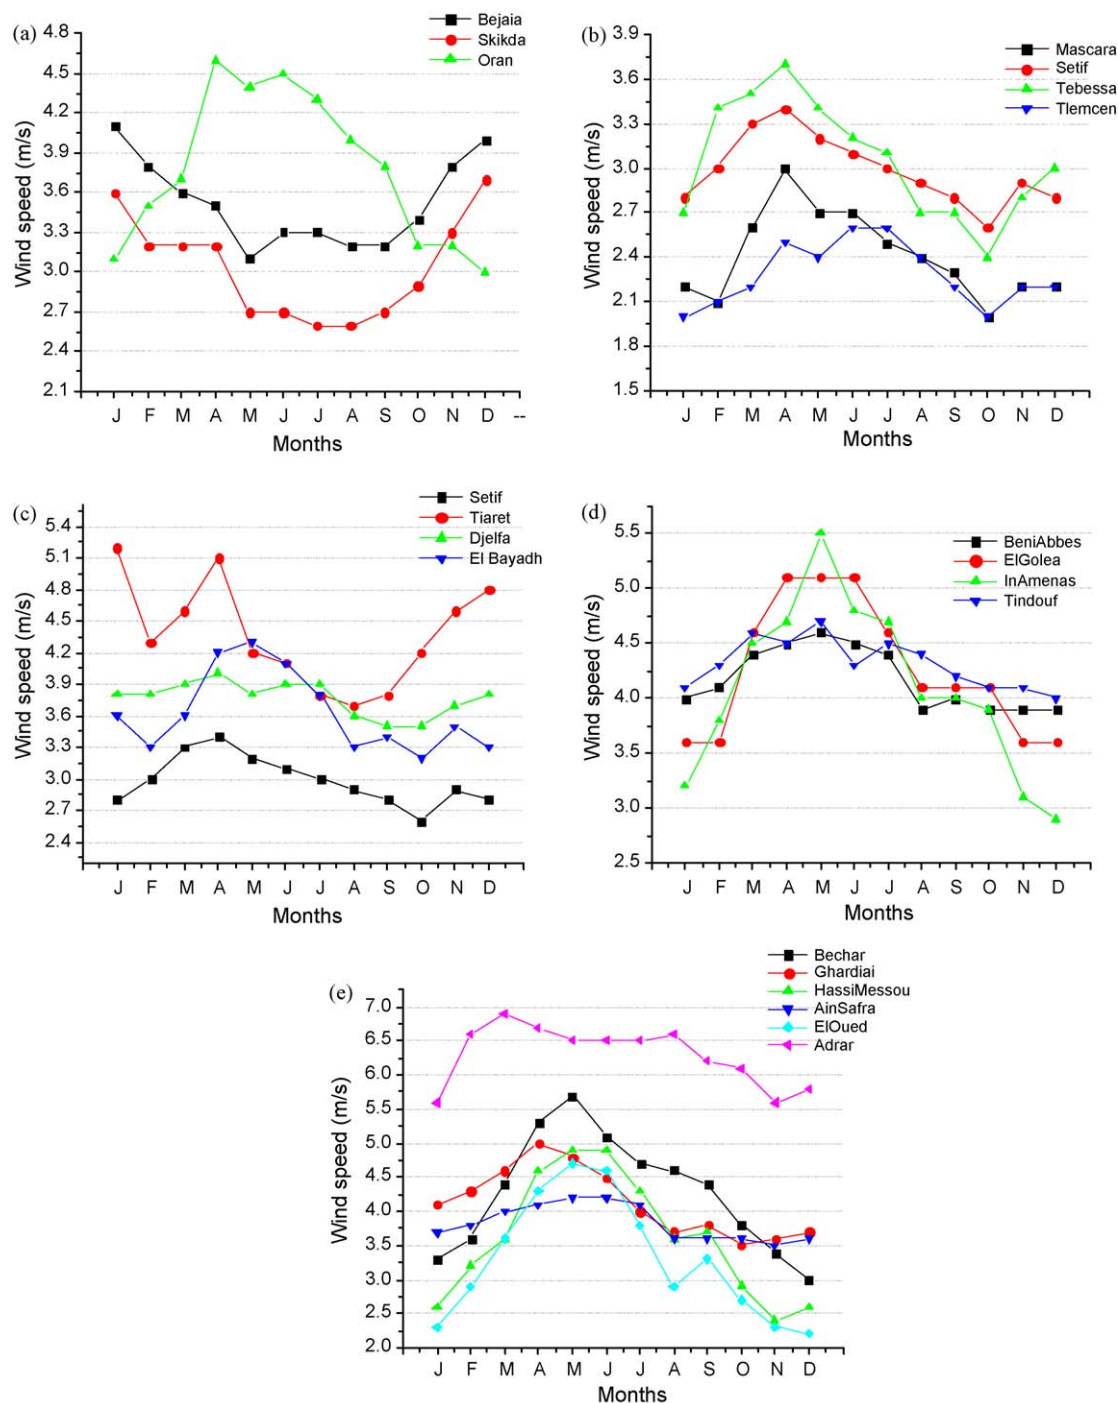 (a)
Bejaia
Skikda
Oran
4.8
4.5
4.2
3.9
3.6
3.3
3.0
2.7
2.4
2.1
Wind speed (m/s)
J F M A M J J A S O N D --
Months
(b)
Mascara
Setif
Tebessa
Tlemcen
3.9
3.6
3.3
3.0
2.7
2.4
2.1
1.8
1.5
Wind speed (m/s)
J F M A M J J A S O N D
Months
(c)
Setif
Tiaret
Djelfa
El Bayadh
5.4
5.1
4.8
4.5
4.2
3.9
3.6
3.3
3.0
2.7
2.4
Wind speed (m/s)
J F M A M J J A S O N D
Months
(d)
BeniAbbes
ElGolea
InAmenas
Tindouf
5.5
5.0
4.5
4.0
3.5
3.0
2.5
Wind speed (m/s)
J F M A M J J A S O N D
Months
(e)
Bechar
Ghardiai
HassiMessou
AinSafra
ElOued
Adrar
7.0
6.5
6.0
5.5
5.0
4.5
4.0
3.5
3.0
2.5
2.0
Wind speed (m/s)
J F M A M J J A S O N D
Months